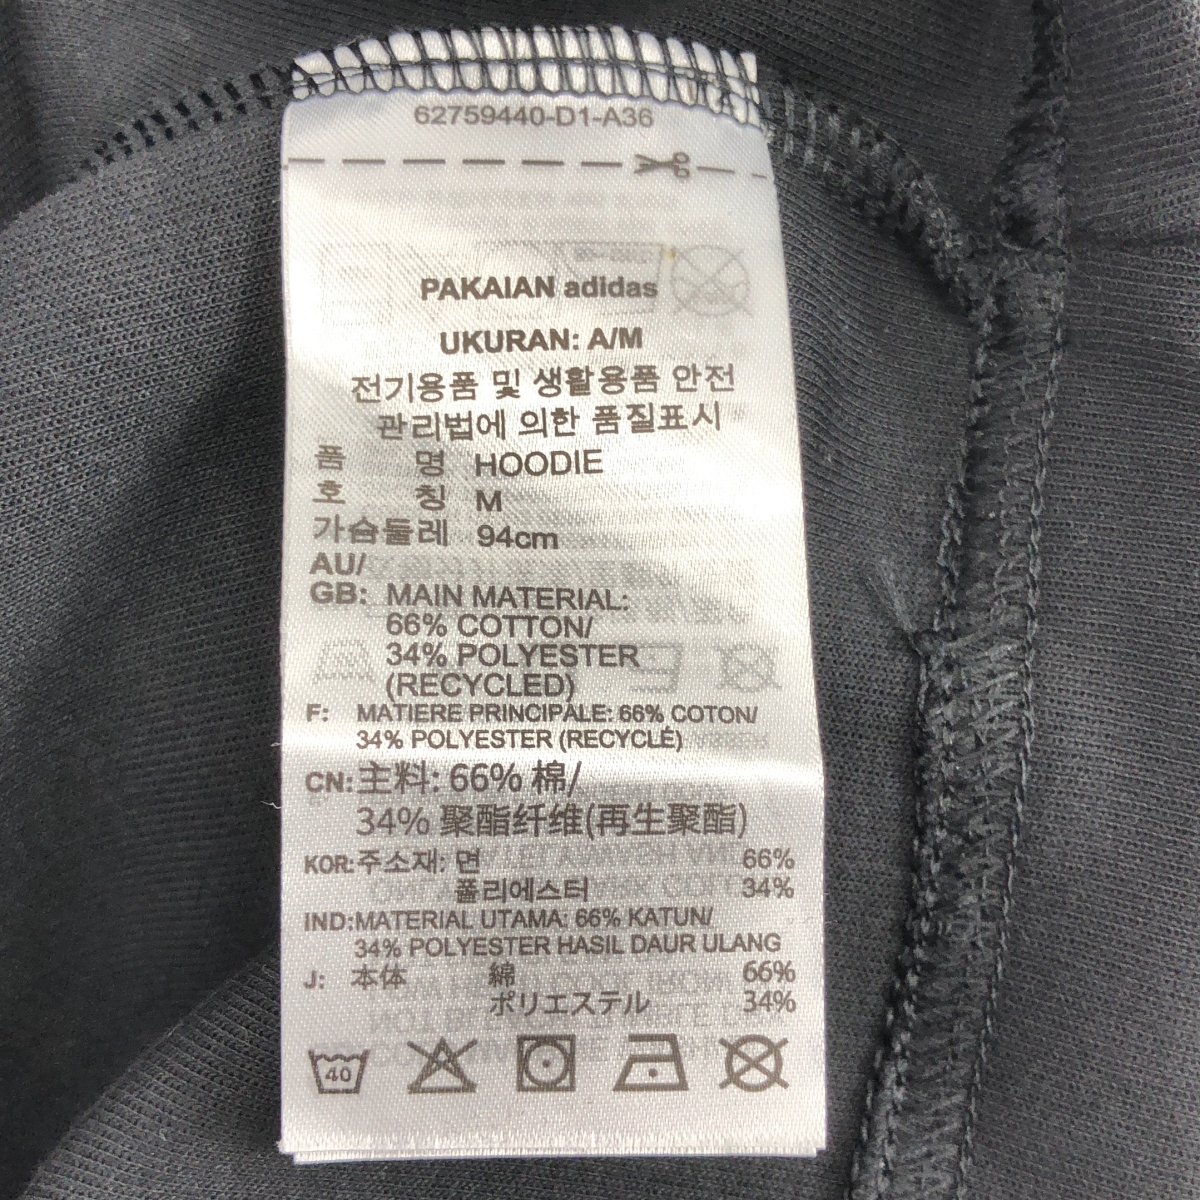 62759440-D1-A36
PAKAIAN adidas
UKURAN: A/M
전기용품 및 생활용품 안전
관리법에 의한 품질표시
품 명 HOODIE
호 칭 M
가슴둘레 94cm
AU/
GB: MAIN MATERIAL:
66% COTTON/
34% POLYESTER
(RECYCLED)
F: MATIERE PRINCIPALE: 66% COTON/
34% POLYESTER (RECYCLÉ)
CN: 主料: 66% 棉/
34% 聚酯纤维(再生聚酯)
KOR: 주소재: 면 66%
폴리에스터 34%
IND: MATERIAL UTAMA: 66% KATUN/
34% POLYESTER HASIL DAUR ULANG
J: 本体 綿 66%
ポリエステル 34%
40